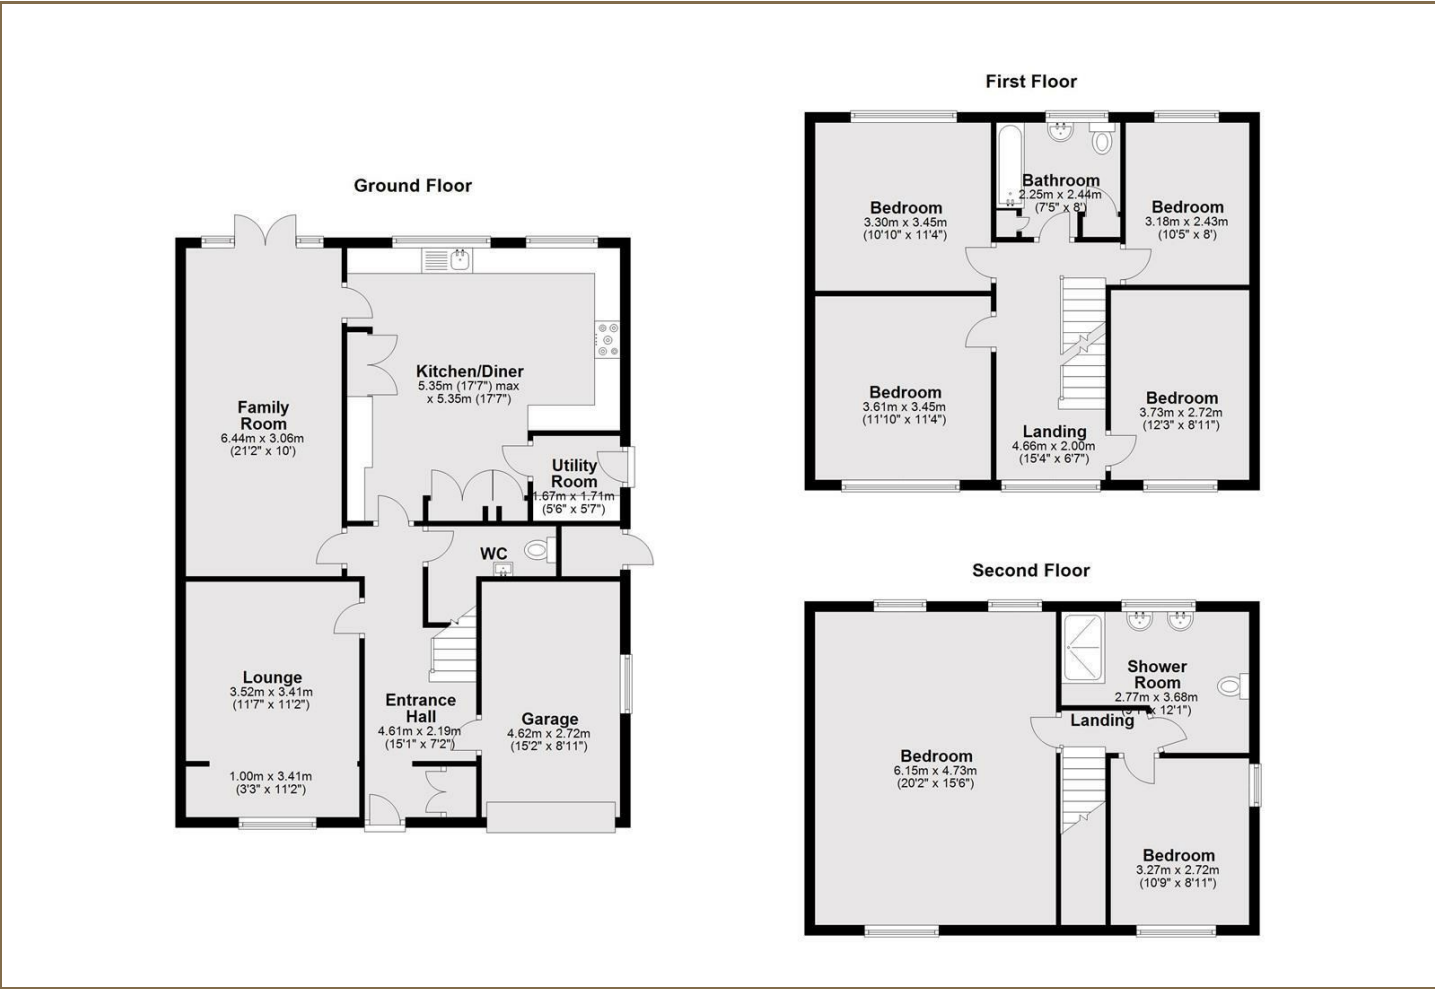 Ground Floor
Family
Room
6.44m x 3.06m
(21'2" x 10')
Kitchen/Diner
5.35m (17'7") max
x 5.35m (17'7")
Utility
Room
1.67m x 1.71m
(5'6" x 5'7")
WC
Lounge
3.52m x 3.41m
(11'7" x 11'2")
1.00m x 3.41m
(3'3" x 11'2")
Entrance
Hall
4.61m x 2.19m
(15'1" x 7'2")
Garage
4.62m x 2.72m
(15'2" x 8'11")
First Floor
Bedroom
3.30m x 3.45m
(10'10" x 11'4")
Bathroom
2.25m x 2.44m
(7'5" x 8')
Bedroom
3.18m x 2.43m
(10'5" x 8')
Bedroom
3.61m x 3.45m
(11'10" x 11'4")
Landing
4.66m x 2.00m
(15'4" x 6'7")
Bedroom
3.73m x 2.72m
(12'3" x 8'11")
Second Floor
Bedroom
6.15m x 4.73m
(20'2" x 15'6")
Shower
Room
2.77m x 3.68m
x 12'1")
Landing
Bedroom
3.27m x 2.72m
(10'9" x 8'11")